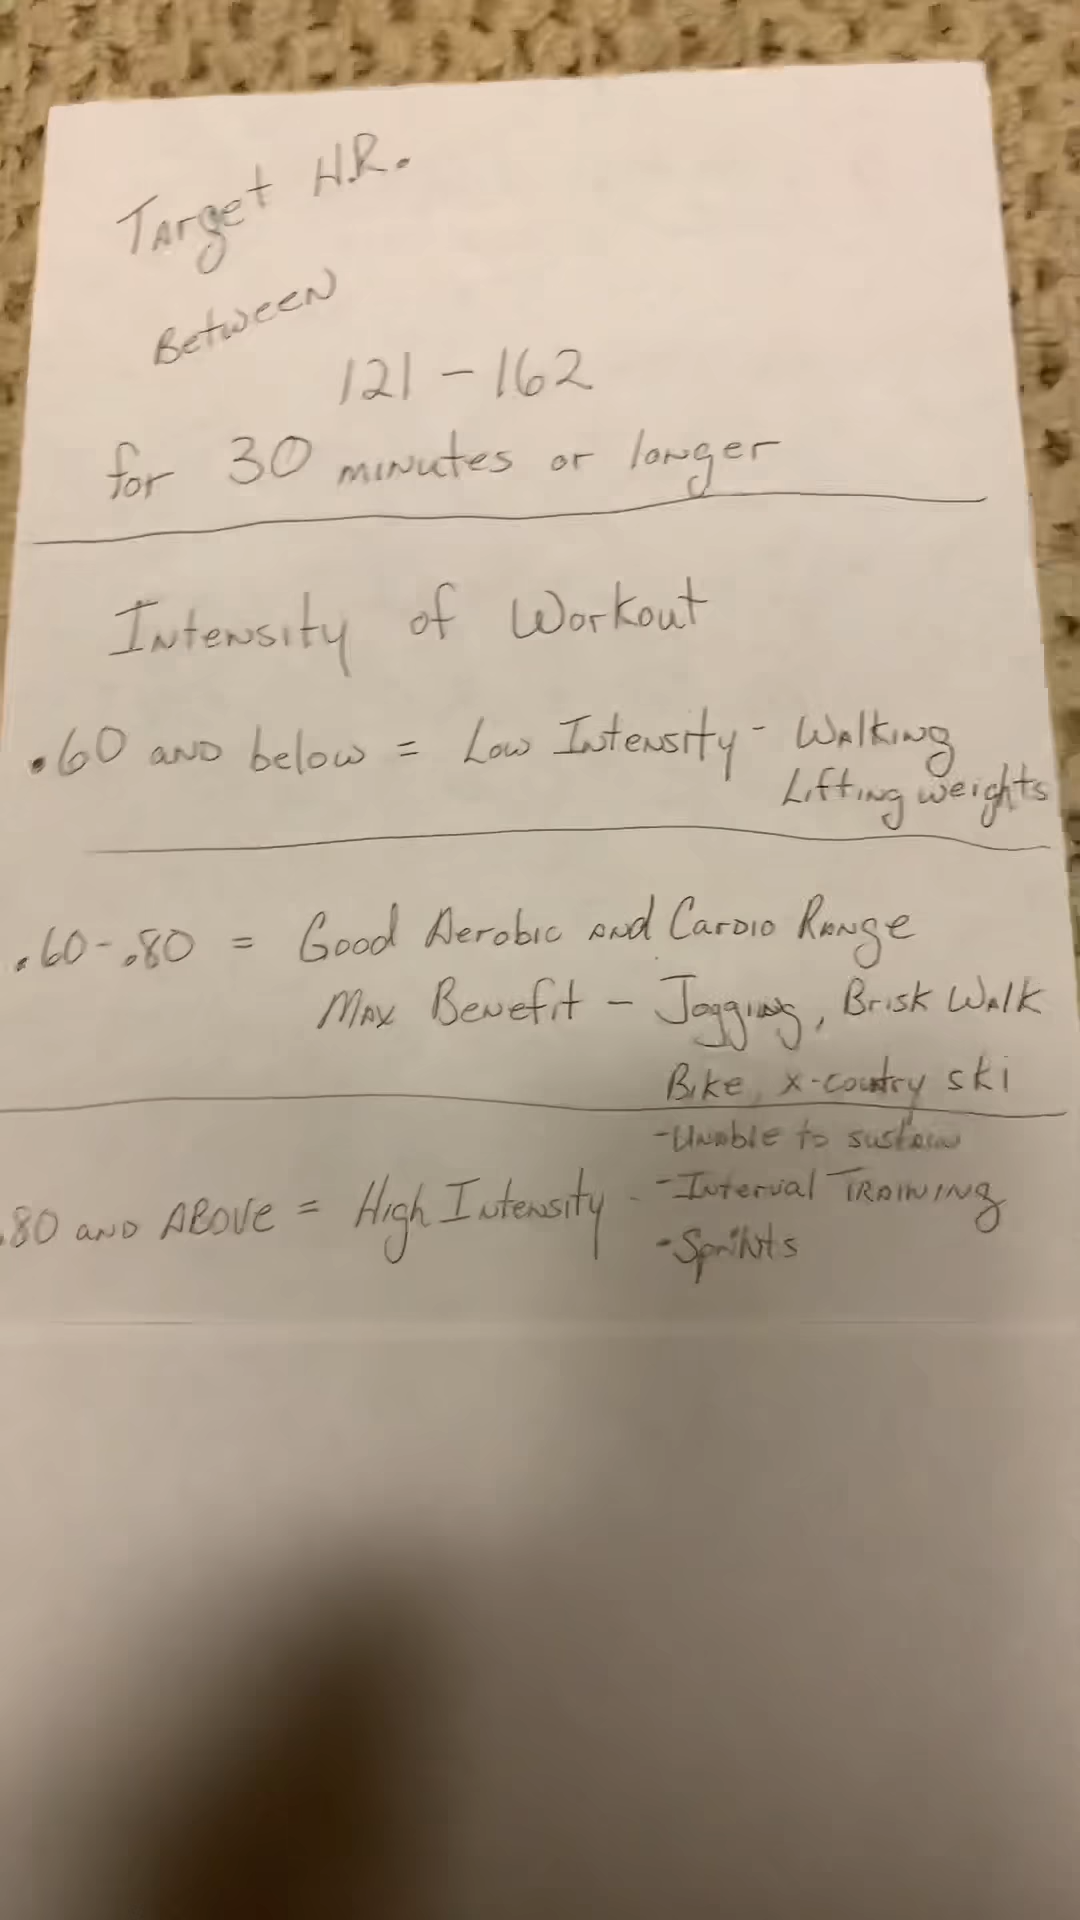 Target H.R.
Between
121 - 162
for 30 minutes or longer
Intensity of Workout
.60 and below = Low Intensity - Walking
Lifting weights
.60 - .80 = Good Aerobic and Cardio Range
Max Benefit - Jogging, Brisk Walk
Bike, x-coutry ski
- Unable to sustain
.80 and ABOVE = High Intensity - - Interval Training
- Sprints